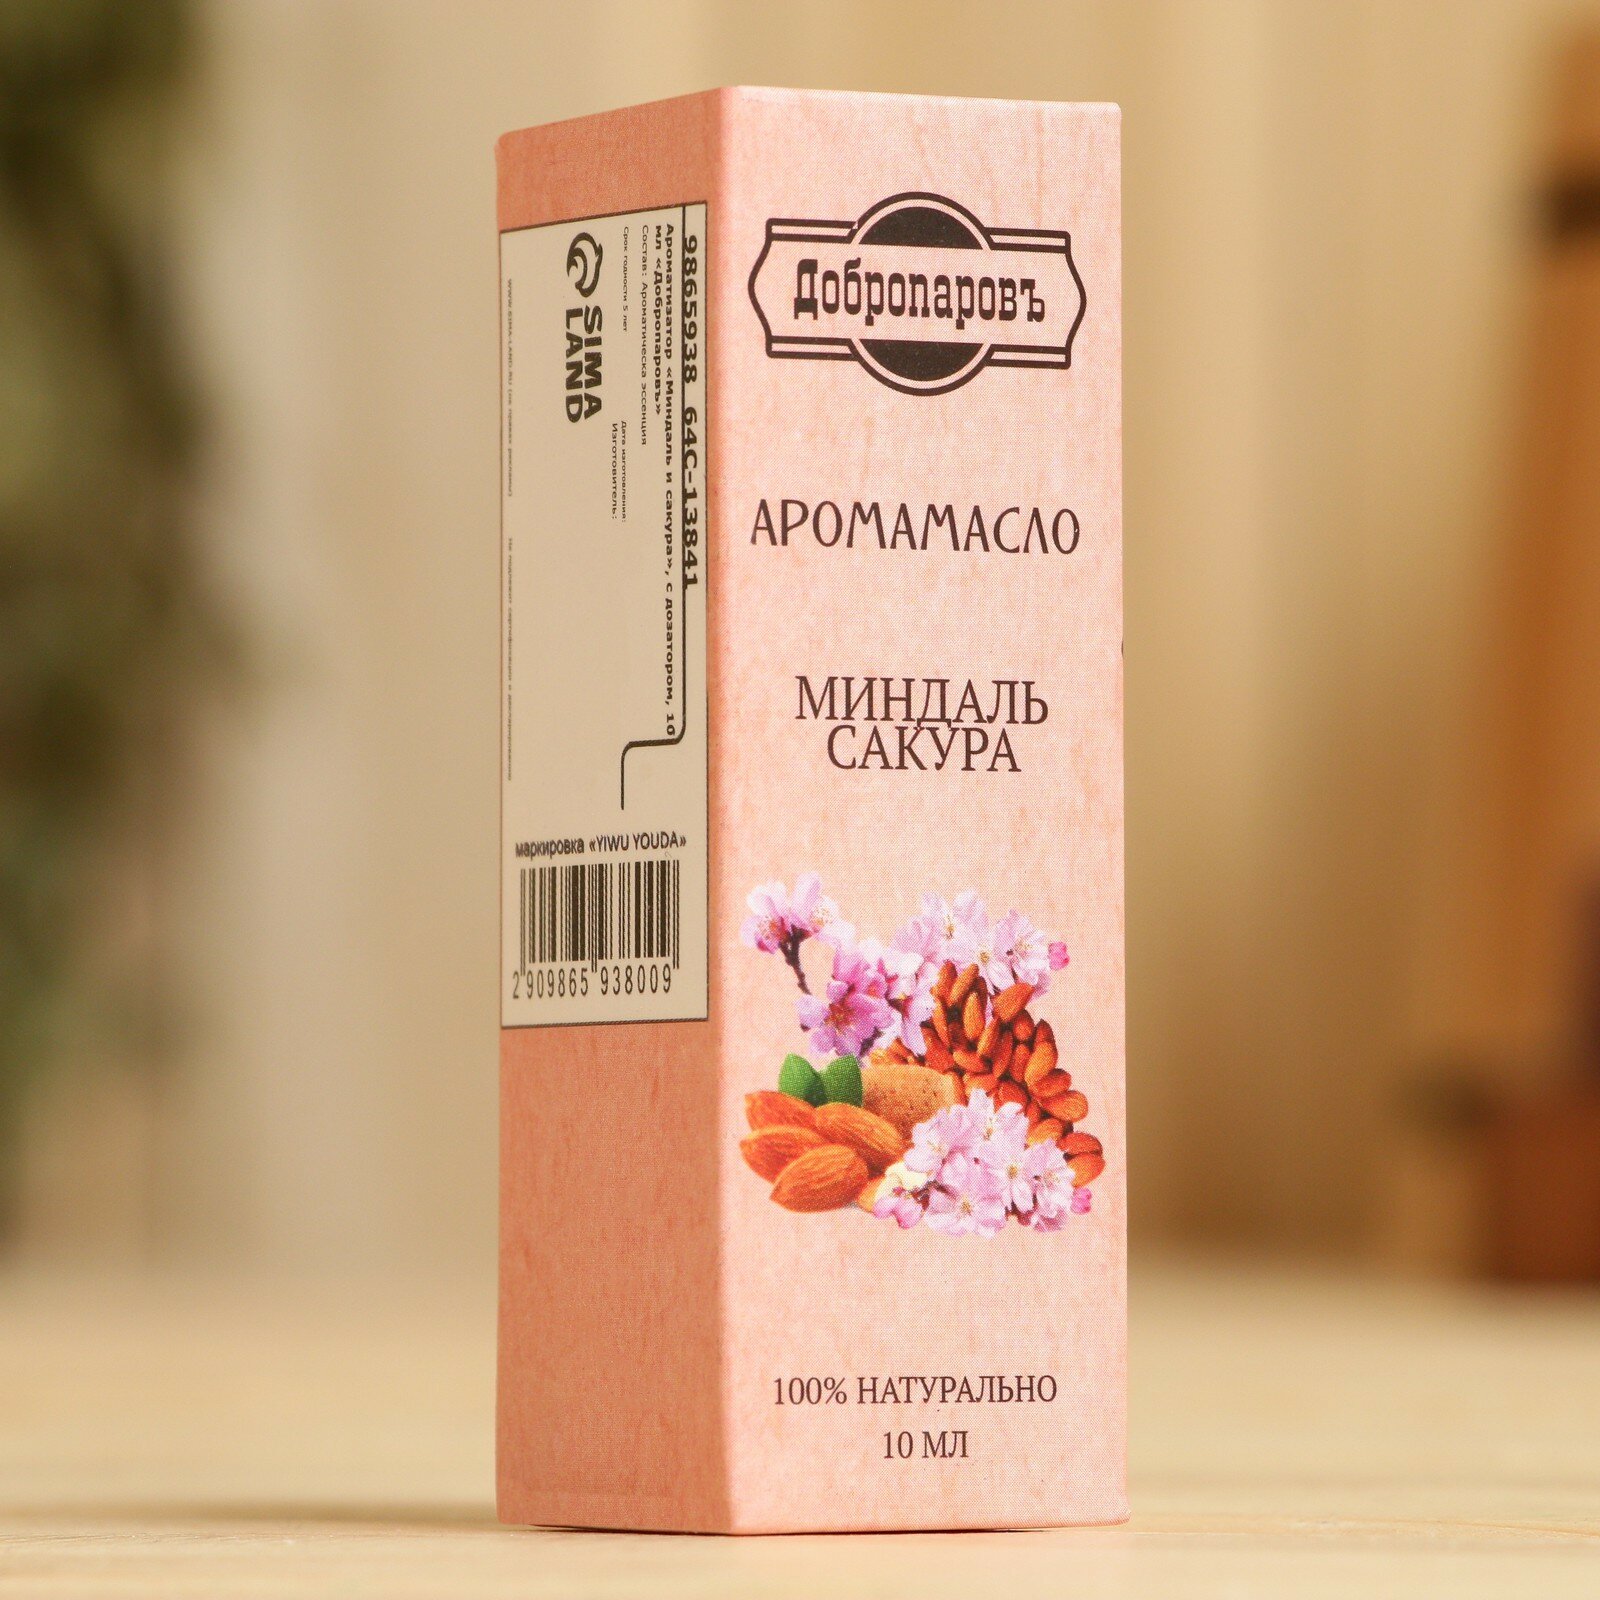 ДобропаровЪ
АРОМАМАСЛО
МИНДАЛЬ
САКУРА
100% НАТУРАЛЬНО
10 МЛ
9865938 64С-13841
Ароматизатор «Миндаль и сакура», с дозатором, 10
мл «Добропаровъ»
Состав: Ароматическа эссенция
Срок годности 5 лет
Дата изготовления:
Изготовитель:
SIMA
LAND
маркировка «YIWU YOUDA»
2 909865 938009